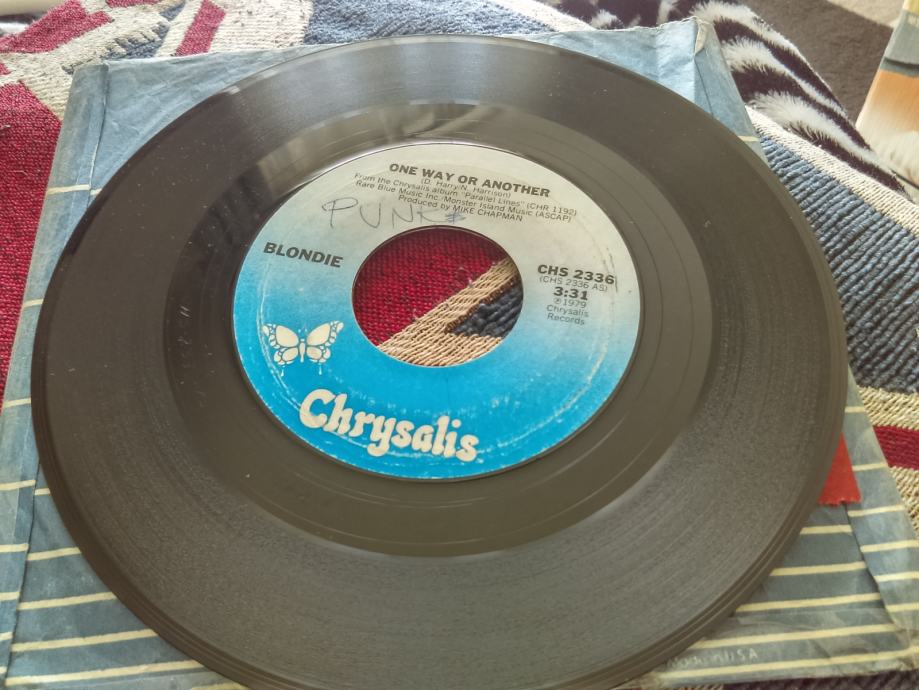 ONE WAY OR ANOTHER
(D. Harry/N. Harrison)
From the Chrysalis album "Parallel Lines" (CHR 1192)
Rare Blue Music Inc./Monster Island Music (ASCAP)
Produced by MIKE CHAPMAN
PUNK
BLONDIE
CHS 2336
(CHS 2336 AS)
3:31
℗1979
Chrysalis
Records
Chrysalis
USA